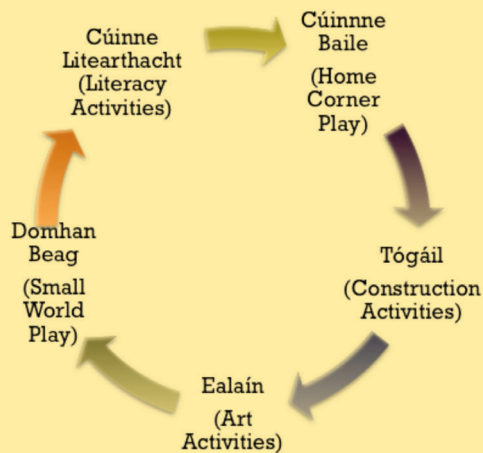 Cúinne
Litearthacht
(Literacy
Activities)
Cúinnne
Baile
(Home
Corner
Play)
Tógáil
(Construction
Activities)
Ealaín
(Art
Activities)
Domhan
Beag
(Small
World
Play)